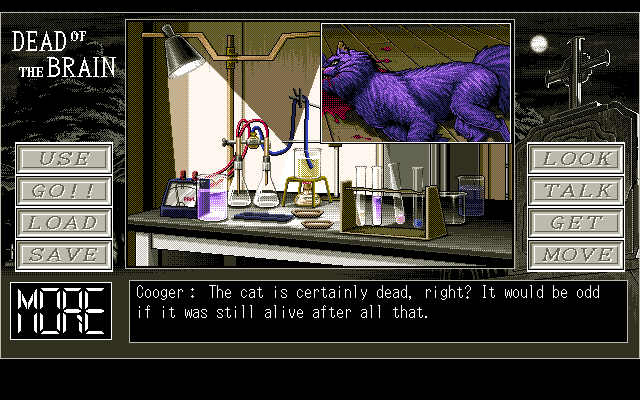 DEAD OF
THE BRAIN
USE
GO!!
LOAD
SAVE
LOOK
TALK
GET
MOVE
MORE
Cooger： The cat is certainly dead, right? It would be odd
if it was still alive after all that.